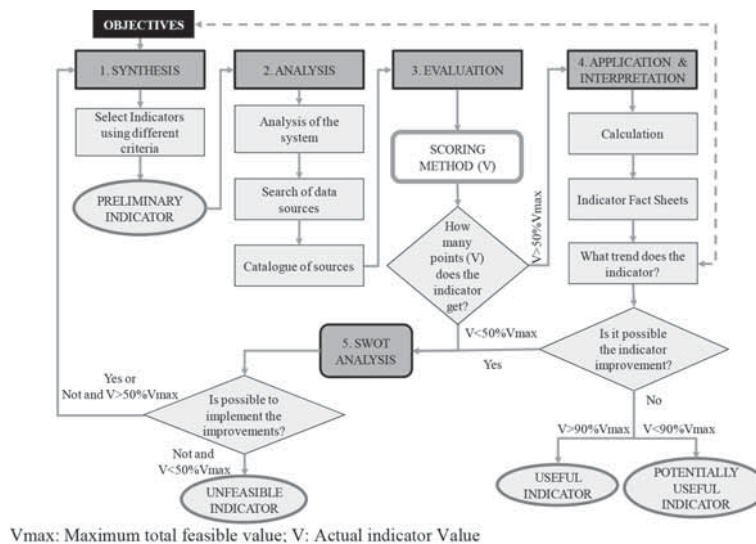 OBJECTIVES
1. SYNTHESIS
Select Indicators
using different
criteria
PRELIMINARY
INDICATOR
2. ANALYSIS
Analysis of the
system
Search of data
sources
Catalogue of sources
3. EVALUATION
SCORING
METHOD (V)
How
many
points (V)
does the
indicator
get?
V>50%Vmax
V<50%Vmax
4. APPLICATION &
INTERPRETATION
Calculation
Indicator Fact Sheets
What trend does the
indicator?
Is it possible
the indicator
improvement?
Yes
No
5. SWOT
ANALYSIS
Yes or
Not and V>50%Vmax
Is possible to
implement the
improvements?
Not and
V<50%Vmax
UNFEASIBLE
INDICATOR
V>90%Vmax
V<90%Vmax
USEFUL
INDICATOR
POTENTIALLY
USEFUL
INDICATOR
Vmax: Maximum total feasible value; V: Actual indicator Value